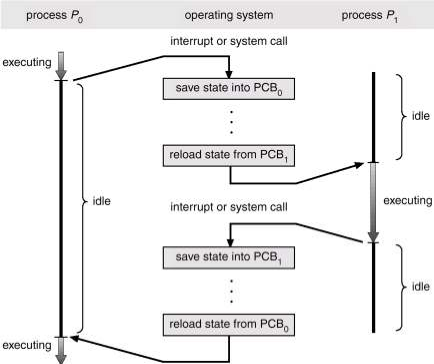 process P0 operating system process P1
interrupt or system call
executing
save state into PCB0
idle
reload state from PCB1
idle
executing
interrupt or system call
save state into PCB1
idle
reload state from PCB0
executing